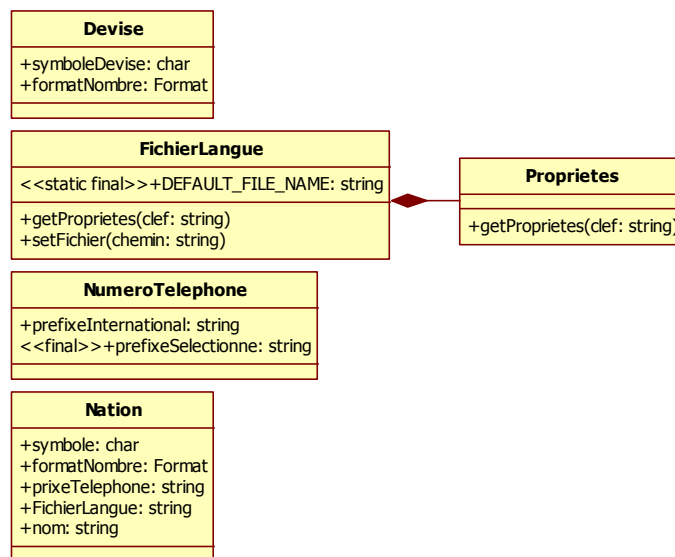 Devise
+symboleDevise: char
+formatNombre: Format
FichierLangue
<<static final>>+DEFAULT_FILE_NAME: string
+getProprietes(clef: string)
+setFichier(chemin: string)
Proprietes
+getProprietes(clef: string)
NumeroTelephone
+prefixeInternational: string
<<final>>+prefixeSelectionne: string
Nation
+symbole: char
+formatNombre: Format
+prixeTelephone: string
+FichierLangue: string
+nom: string